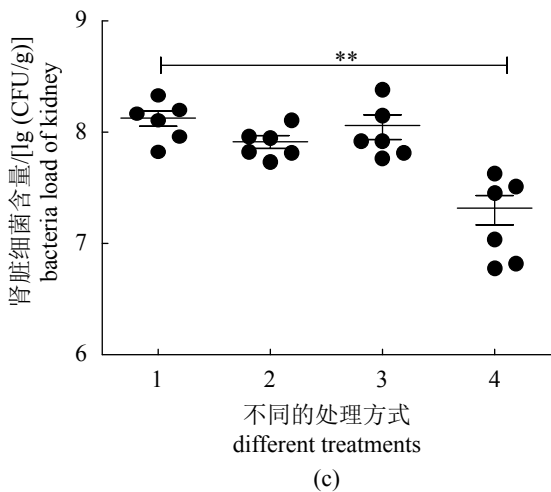 肾脏细菌含量/[lg (CFU/g)]
bacteria load of kidney
9
8
7
6
**
1 2 3 4
不同的处理方式
different treatments
(c)